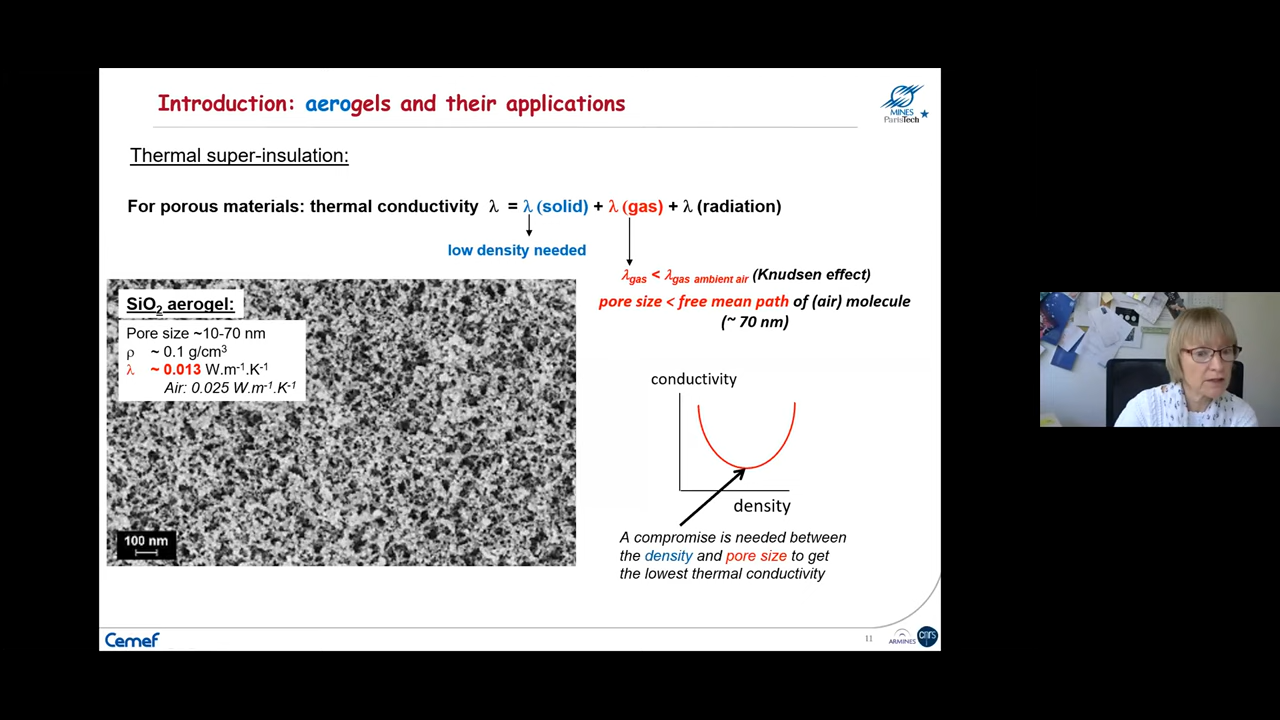 Introduction: aerogels and their applications
MINES
ParisTech
Thermal super-insulation:
For porous materials: thermal conductivity λ = λ (solid) + λ (gas) + λ (radiation)
low density needed
λgas < λgas ambient air (Knudsen effect)
pore size < free mean path of (air) molecule
(~ 70 nm)
SiO2 aerogel:
Pore size ~10-70 nm
ρ ~ 0.1 g/cm³
λ ~ 0.013 W.m⁻¹.K⁻¹
Air: 0.025 W.m⁻¹.K⁻¹
100 nm
conductivity
density
A compromise is needed between
the density and pore size to get
the lowest thermal conductivity
Cemef
11
ARMINES
cnrs